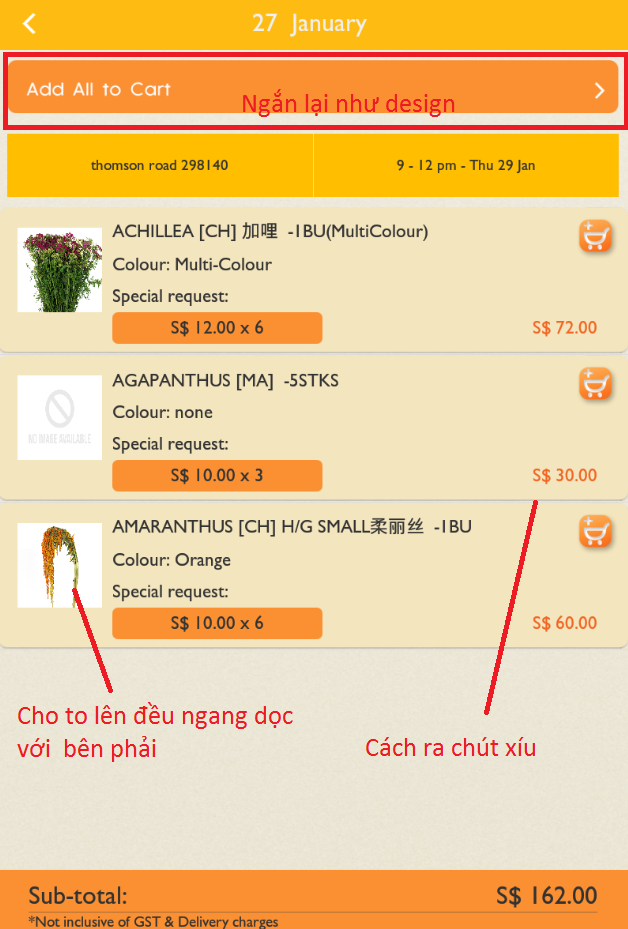 27 January
Add All to Cart
Ngắn lại như design
thomson road 298140
9 - 12 pm - Thu 29 Jan
ACHILLEA [CH] 加哩 -1BU(MultiColour)
Colour: Multi-Colour
Special request:
S$ 12.00 x 6
S$ 72.00
AGAPANTHUS [MA] -5STKS
Colour: none
Special request:
NO IMAGE AVAILABLE
S$ 10.00 x 3
S$ 30.00
AMARANTHUS [CH] H/G SMALL柔丽丝 -1BU
Colour: Orange
Special request:
S$ 10.00 x 6
S$ 60.00
Cho to lên đều ngang dọc
với bên phải
Cách ra chút xíu
Sub-total:
S$ 162.00
*Not inclusive of GST & Delivery charges